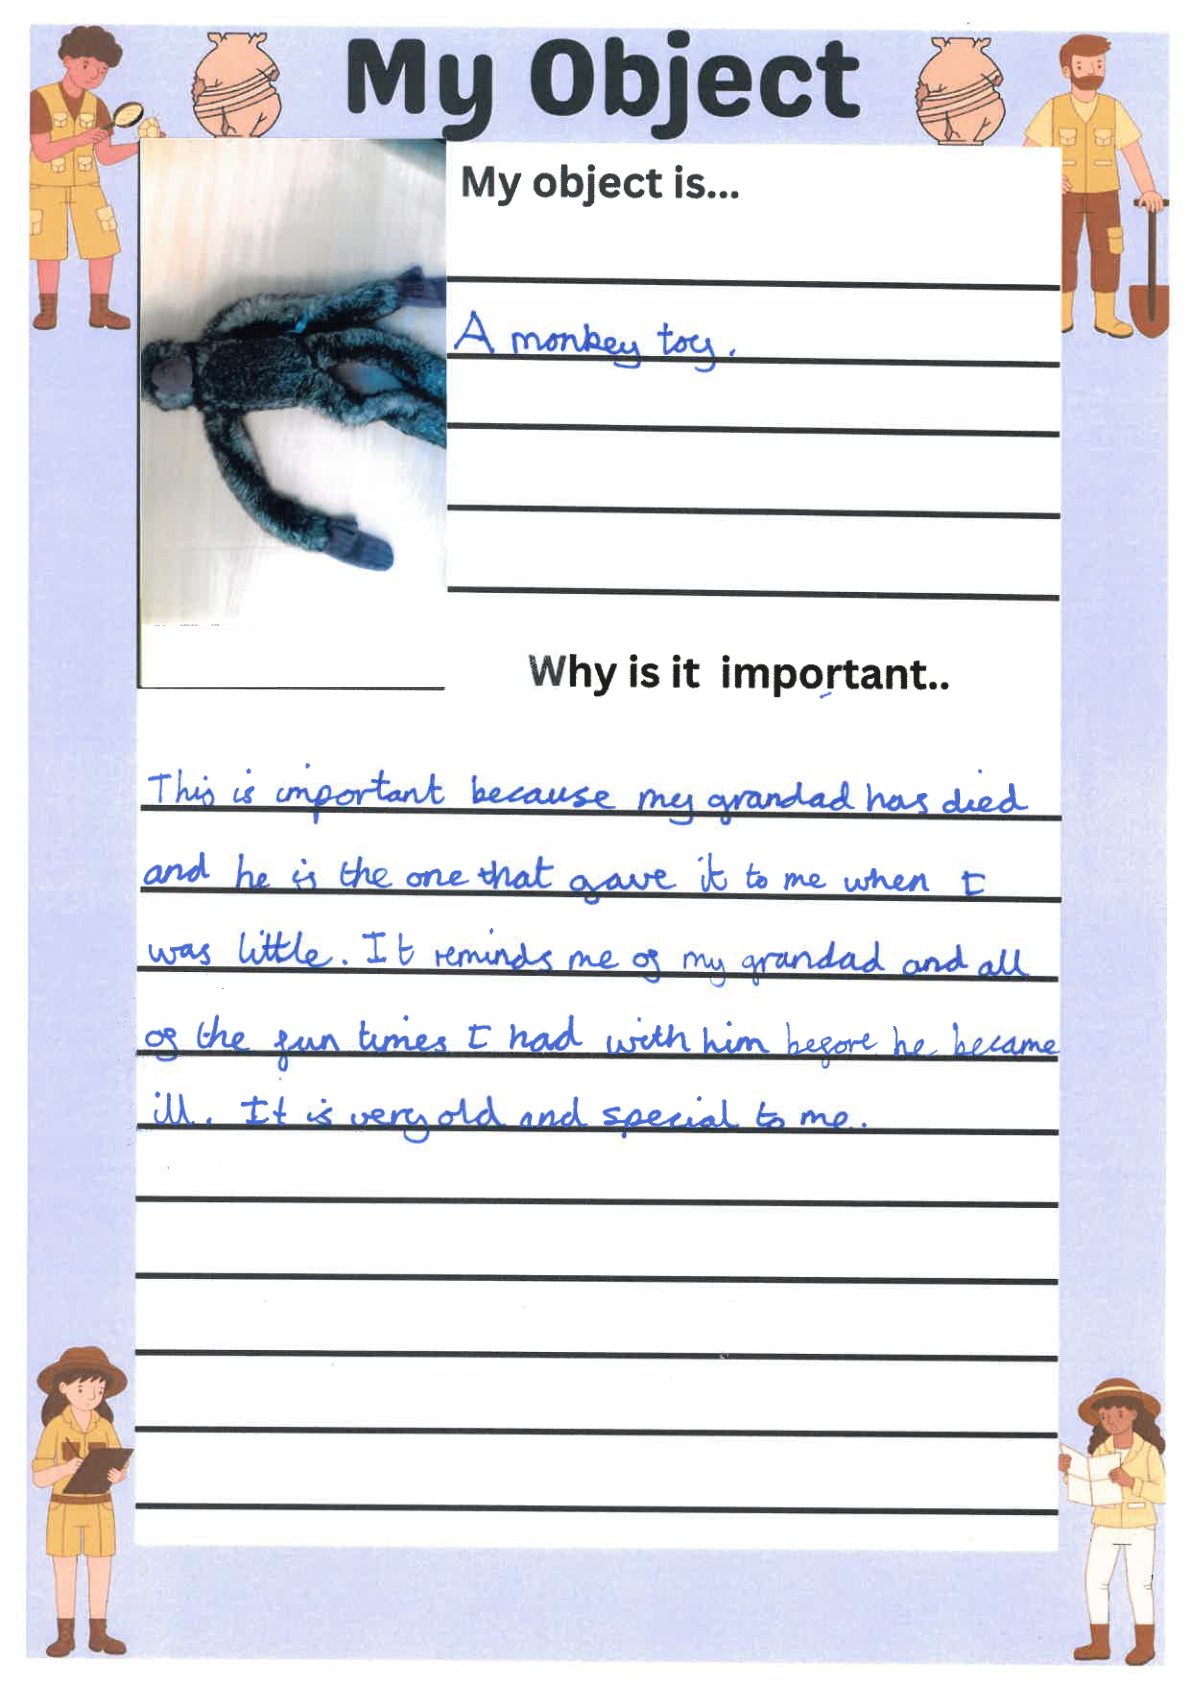 My Object
My object is...
A monkey toy.
Why is it important..
This is important because my grandad has died
and he is the one that gave it to me when I
was little. It reminds me of my grandad and all
of the fun times I had with him before he became
ill. It is very old and special to me.